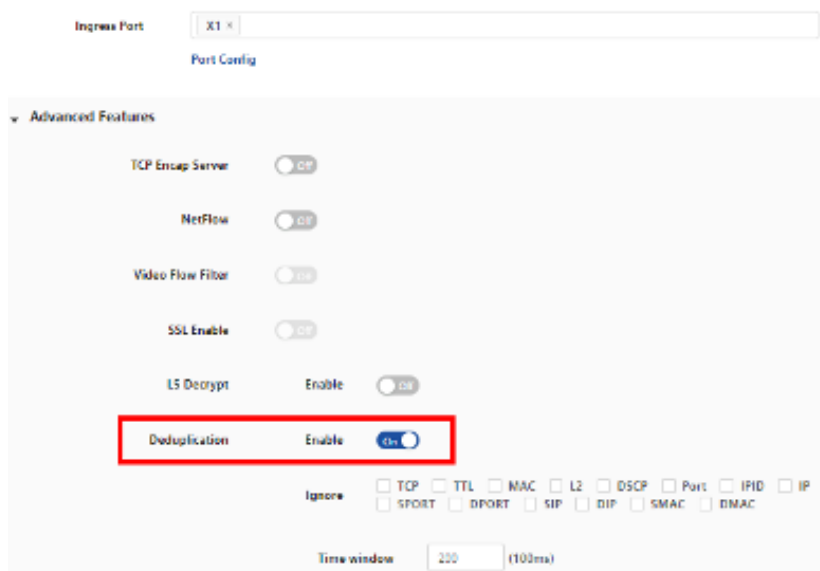 Ingress Port X1 ×
Port Config
Advanced Features
TCP Encap Server Off
NetFlow Off
Video Flow Filter Off
SSL Enable Off
L5 Decrypt Enable Off
Deduplication Enable On
Ignore TCP TTL MAC L2 DSCP Port IPID IP
SPORT DPORT SIP DIP SMAC DMAC
Time window 200 (100ms)